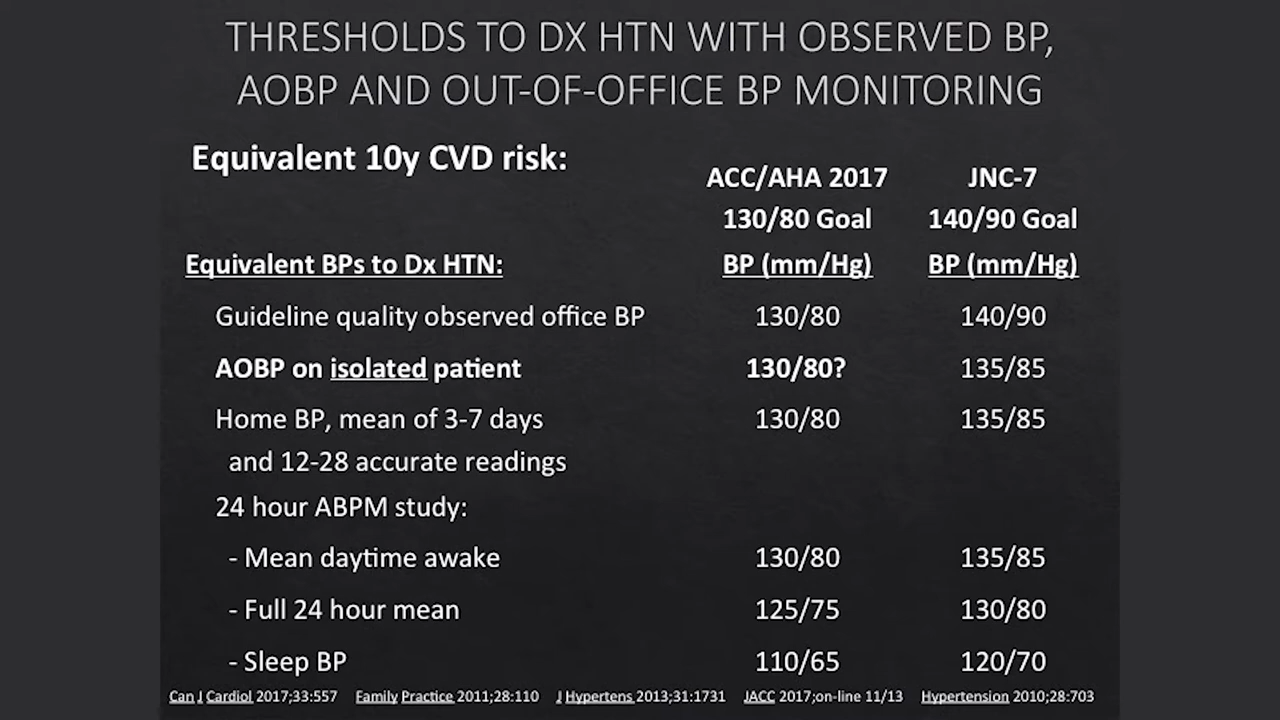 THRESHOLDS TO DX HTN WITH OBSERVED BP,
AOBP AND OUT-OF-OFFICE BP MONITORING
Equivalent 10y CVD risk:
ACC/AHA 2017 JNC-7
130/80 Goal 140/90 Goal
Equivalent BPs to Dx HTN: BP (mm/Hg) BP (mm/Hg)
Guideline quality observed office BP 130/80 140/90
AOBP on isolated patient 130/80? 135/85
Home BP, mean of 3-7 days 130/80 135/85
and 12-28 accurate readings
24 hour ABPM study:
- Mean daytime awake 130/80 135/85
- Full 24 hour mean 125/75 130/80
- Sleep BP 110/65 120/70
Can J Cardiol 2017;33:557 Family Practice 2011;28:110 J Hypertens 2013;31:1731 JACC 2017;on-line 11/13 Hypertension 2010;28:703